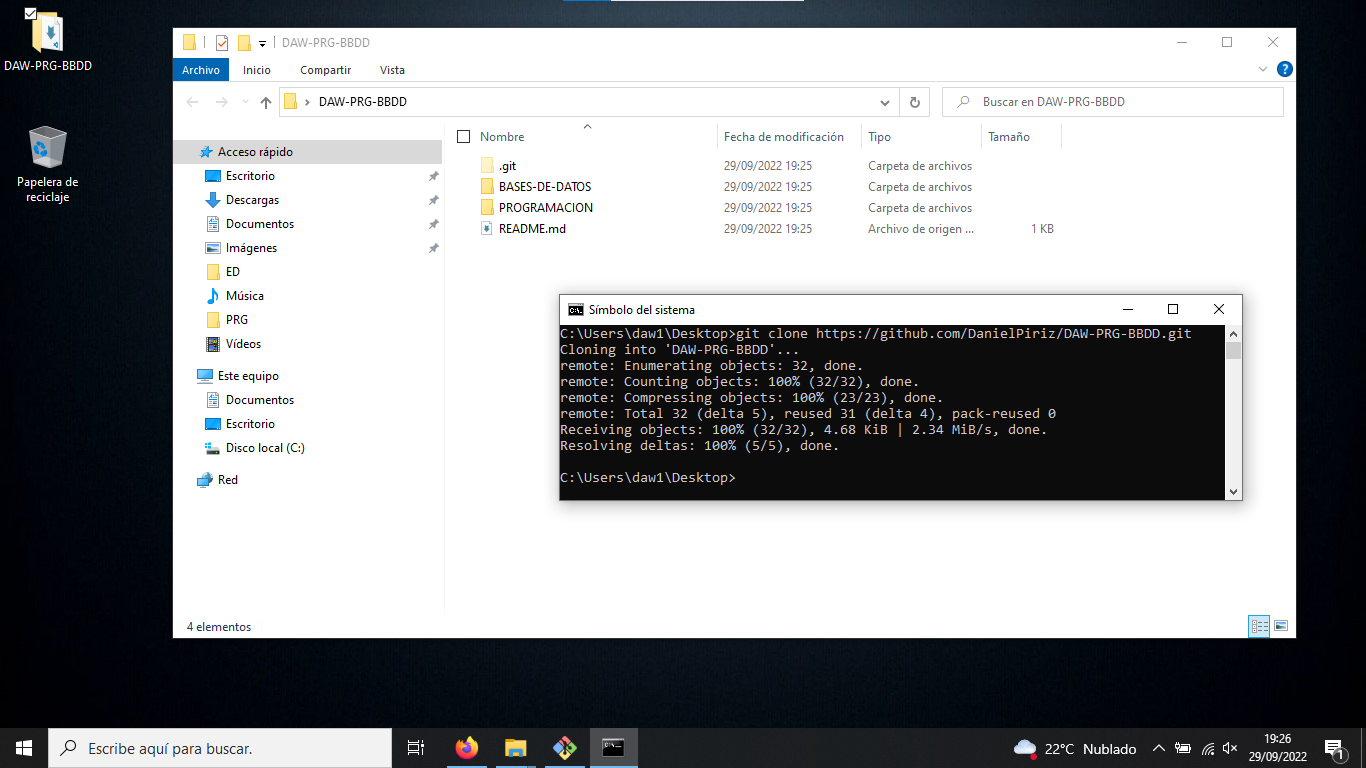 DAW-PRG-BBDD
Papelera de
reciclaje
DAW-PRG-BBDD
Archivo Inicio Compartir Vista
DAW-PRG-BBDD
Buscar en DAW-PRG-BBDD
Acceso rápido
Escritorio
Descargas
Documentos
Imágenes
ED
Música
PRG
Vídeos
Este equipo
Documentos
Escritorio
Disco local (C:)
Red
Nombre Fecha de modificación Tipo Tamaño
.git 29/09/2022 19:25 Carpeta de archivos
BASES-DE-DATOS 29/09/2022 19:25 Carpeta de archivos
PROGRAMACION 29/09/2022 19:25 Carpeta de archivos
README.md 29/09/2022 19:25 Archivo de origen ... 1 KB
4 elementos
Símbolo del sistema
C:\Users\daw1\Desktop>git clone https://github.com/DanielPiriz/DAW-PRG-BBDD.git
Cloning into 'DAW-PRG-BBDD'...
remote: Enumerating objects: 32, done.
remote: Counting objects: 100% (32/32), done.
remote: Compressing objects: 100% (23/23), done.
remote: Total 32 (delta 5), reused 31 (delta 4), pack-reused 0
Receiving objects: 100% (32/32), 4.68 KiB | 2.34 MiB/s, done.
Resolving deltas: 100% (5/5), done.
C:\Users\daw1\Desktop>
Escribe aquí para buscar.
22°C Nublado
19:26
29/09/2022
1